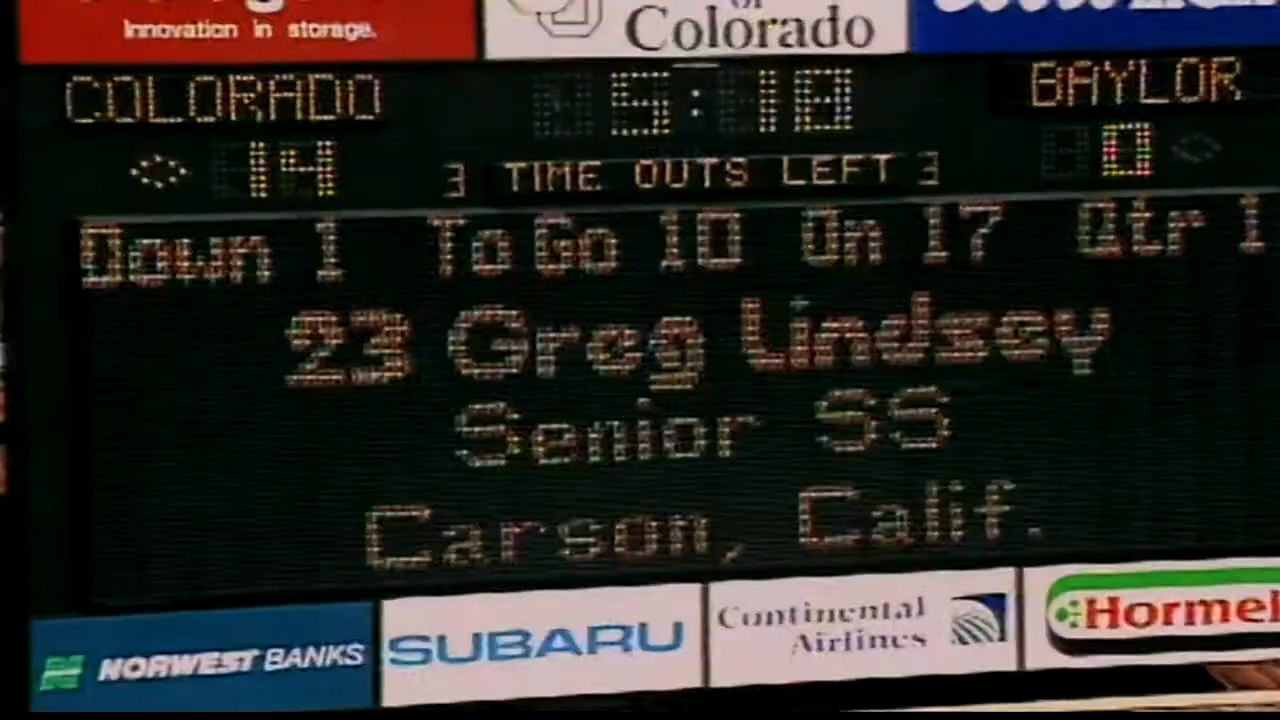 Innovation in storage.
of
Colorado
COLORADO 5:18 BAYLOR
14 3 TIME OUTS LEFT 3 0
Down 1 To Go 10 On 17 Qtr 1
23 Greg Lindsey
Senior SS
Carson, Calif.
NORWEST BANKS
SUBARU
Continental
Airlines
Hormel